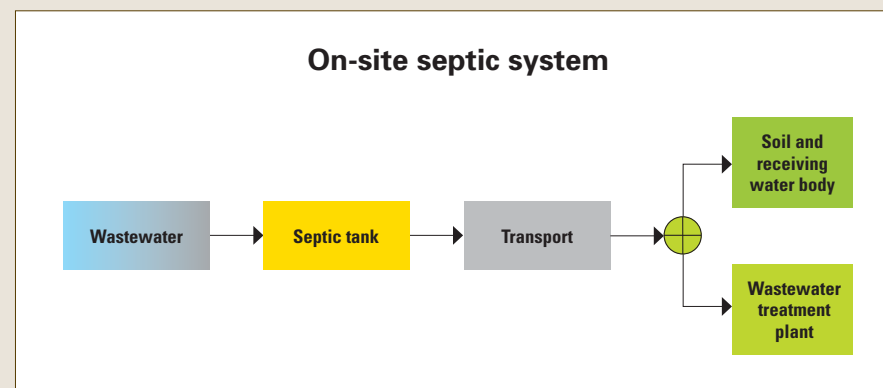 On-site septic system
Soil and
receiving
water body
Wastewater
Septic tank
Transport
Wastewater
treatment
plant